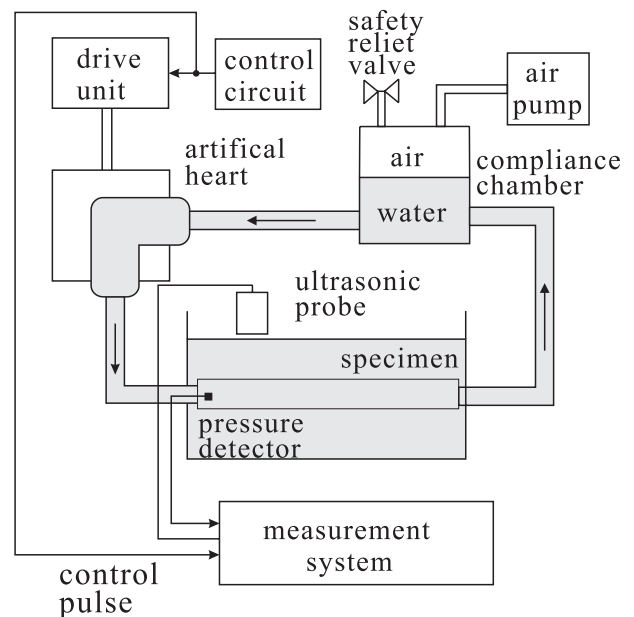 safety
reliet
valve
drive
unit
control
circuit
air
pump
artifical
heart
air
compliance
chamber
water
ultrasonic
probe
specimen
pressure
detector
measurement
system
control
pulse